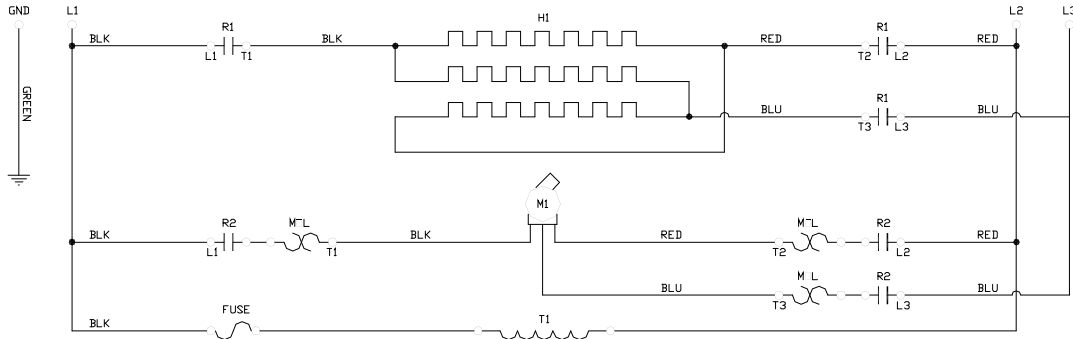 GND L1 H1 L2 L3
R1 R1
BLK BLK RED RED
L1 T1 T2 L2
GREEN
R1
BLU BLU
T3 L3
M1
R2 M-L M-L R2
BLK BLK RED RED
L1 T1 T2 L2
M L R2
BLU BLU
T3 L3
FUSE
BLK T1